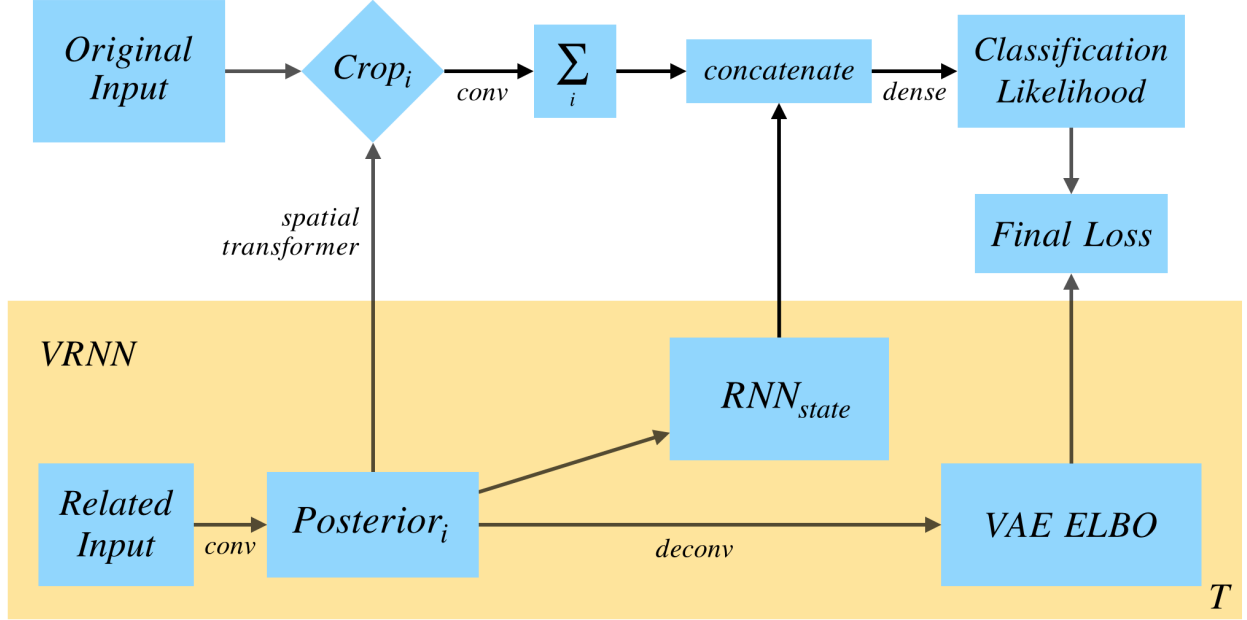 Original
Input
Crop_i
conv
∑
i
concatenate
dense
Classification
Likelihood
spatial
transformer
Final Loss
VRNN
RNN_state
Related
Input
conv
Posterior_i
deconv
VAE ELBO
T